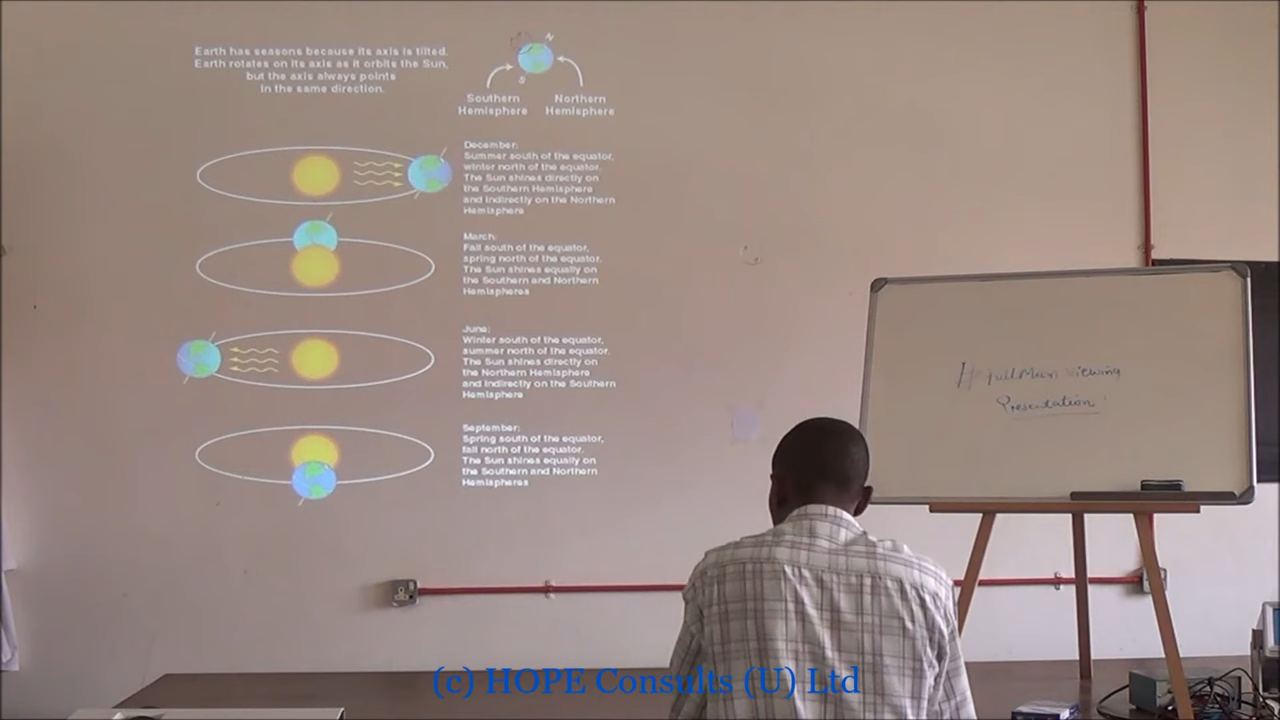 Earth has seasons because its axis is tilted.
Earth rotates on its axis as it orbits the Sun,
but the axis always points
in the same direction.
N
S
Southern
Hemisphere
Northern
Hemisphere
December:
Summer south of the equator,
winter north of the equator.
The Sun shines directly on
the Southern Hemisphere
and indirectly on the Northern
Hemisphere
March:
Fall south of the equator,
spring north of the equator.
The Sun shines equally on
the Southern and Northern
Hemispheres
June:
Winter south of the equator,
summer north of the equator.
The Sun shines directly on
the Northern Hemisphere
and indirectly on the Southern
Hemisphere
September:
Spring south of the equator,
fall north of the equator.
The Sun shines equally on
the Southern and Northern
Hemispheres
full Moon viewing
Presentation
(c) HOPE Consults (U) Ltd